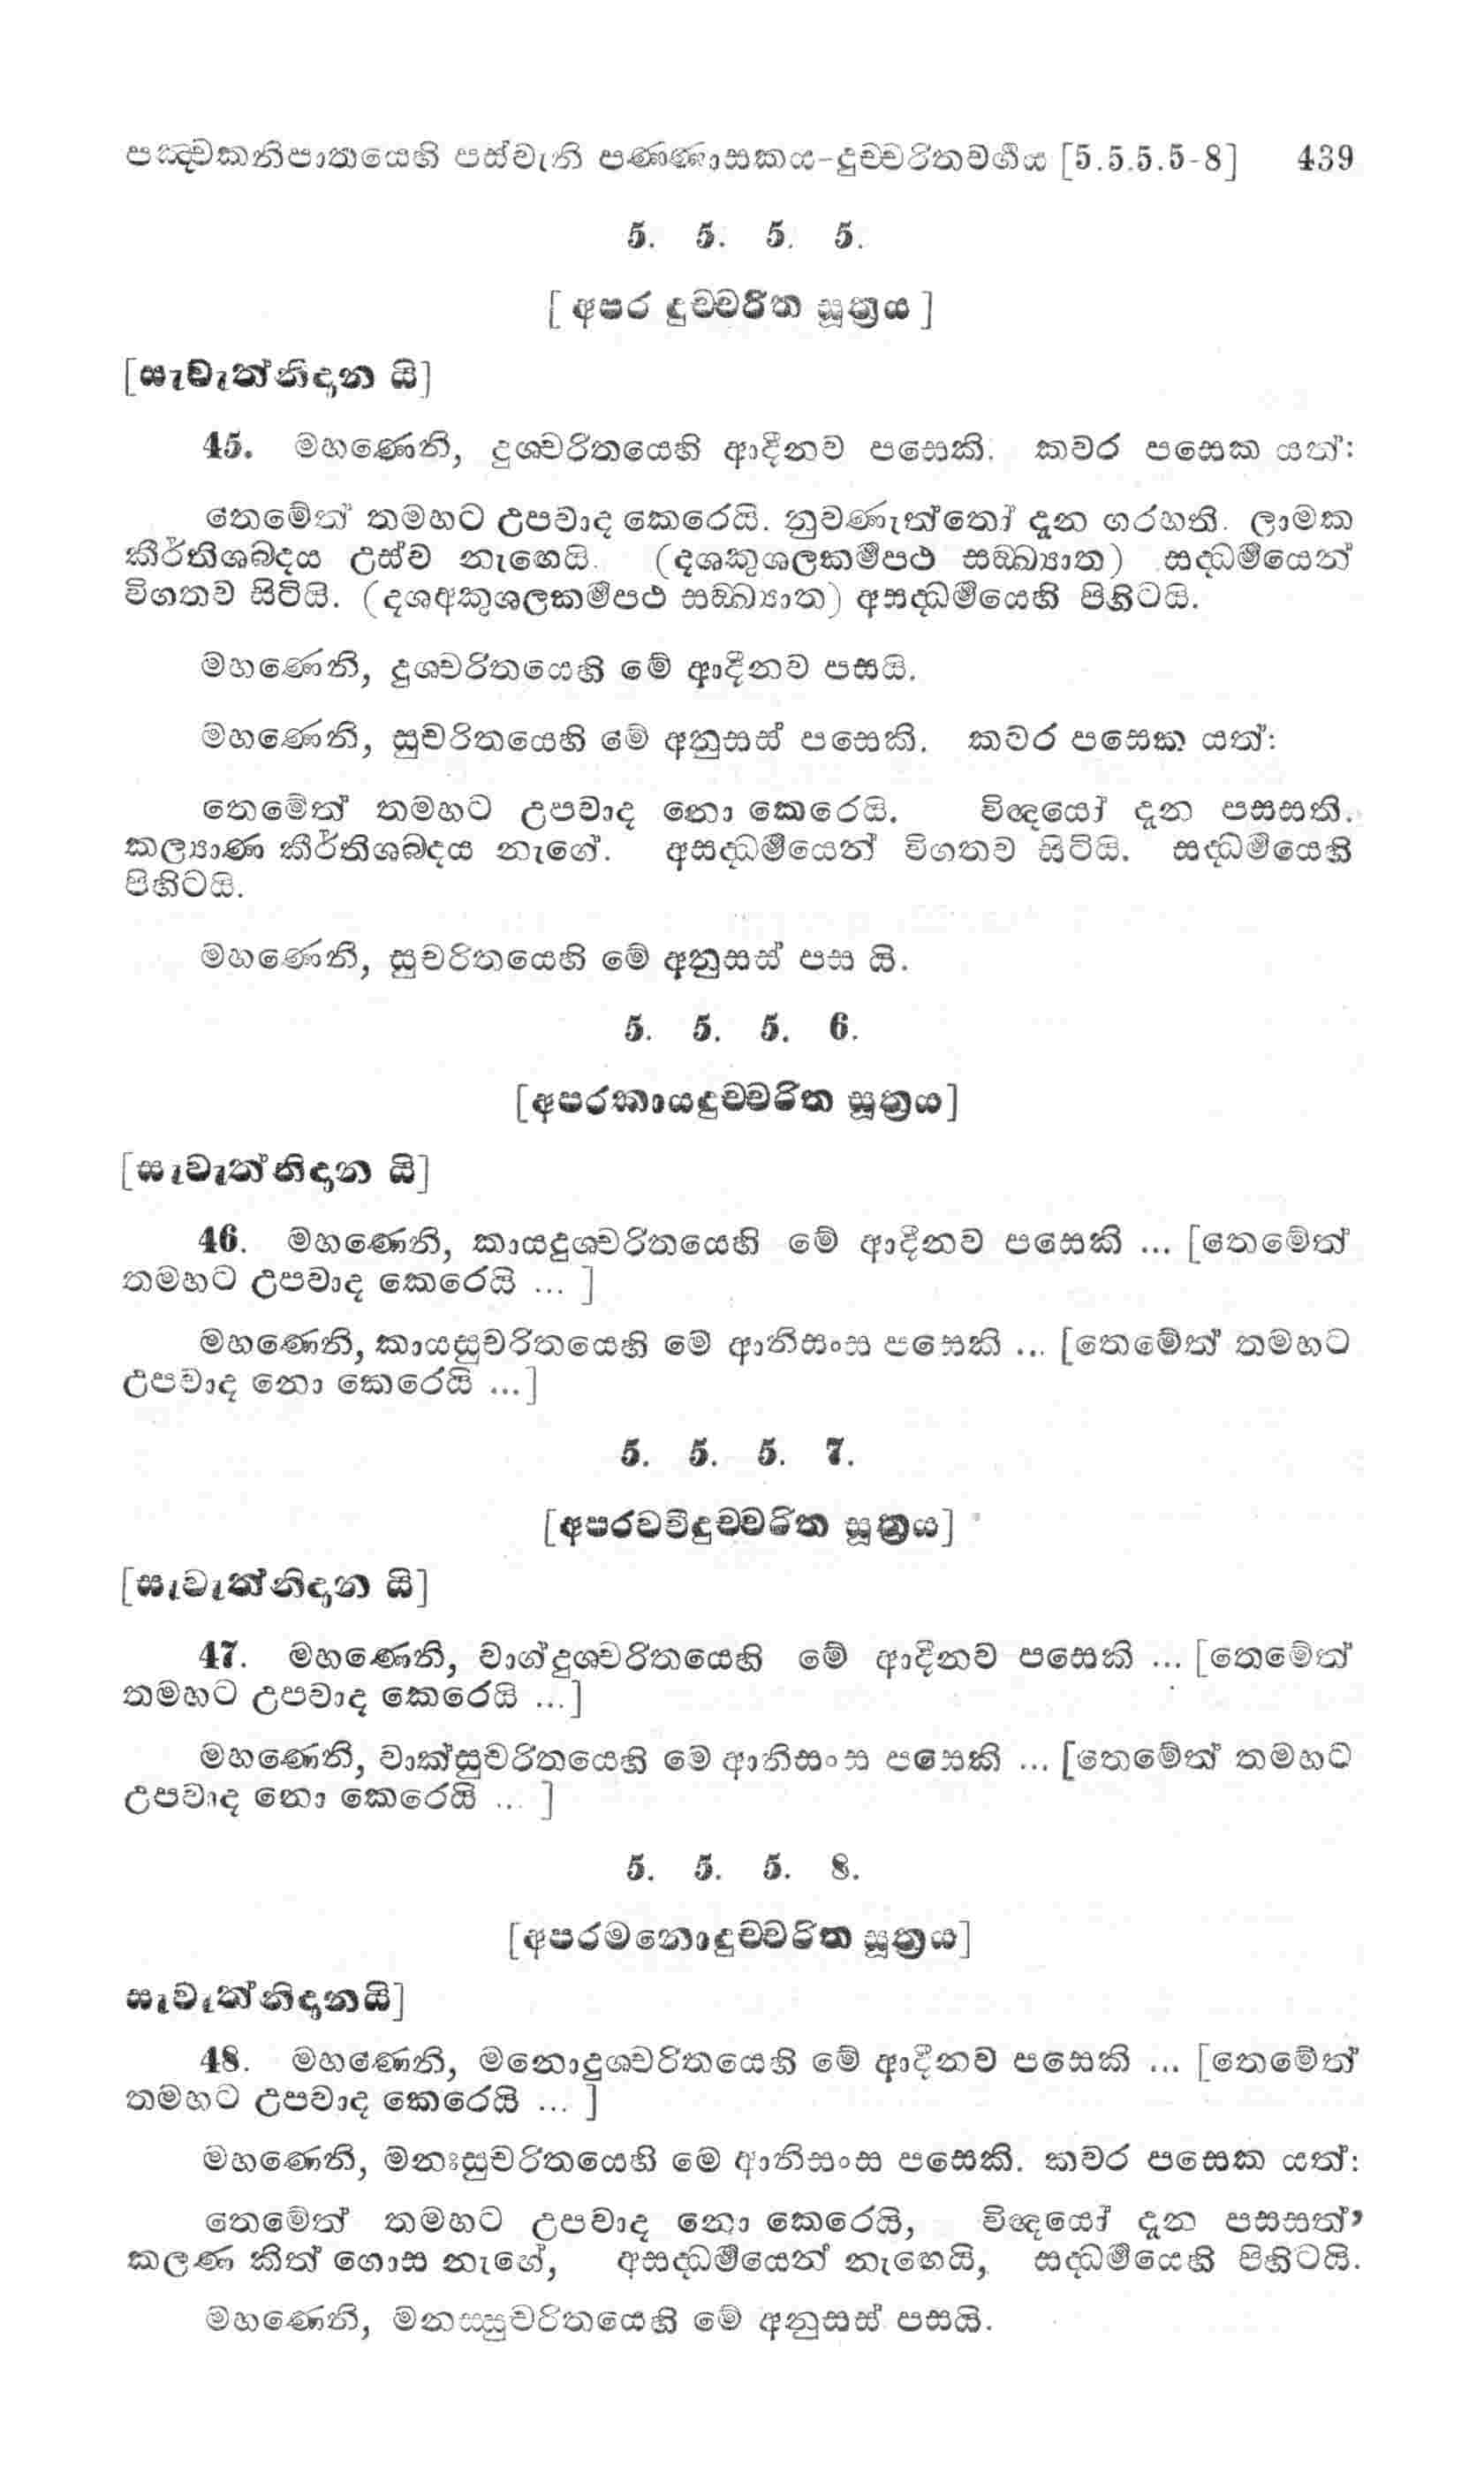 පඤ්චකනිපාතයෙහි පස්වැනි පණ්ණාසකය-දුච්චරිතවර්ගය [5.5.5.5-8] 439
5. 5. 5. 5.
[ අපර දුච්චරිත සූත්‍රය ]
[සැවැත්නිදාන යි]
45. මහණෙනි, දුශ්චරිතයෙහි ආදීනව පසෙකි. කවර පසෙක යත්:
තෙමේත් තමහට උපවාද කෙරෙයි. නුවණැත්තෝ දැන ගරහති. ලාමක
කීර්තිශබ්දය උස්ව නැඟෙයි. (දශකුශලකර්මපථ සඞ්ඛ්‍යාත) සද්ධර්මයෙන්
විගතව සිටියි. (දශඅකුශලකර්මපථ සඞ්ඛ්‍යාත) අසද්ධර්මයෙහි පිහිටයි.
මහණෙනි, දුශ්චරිතයෙහි මේ ආදීනව පසයි.
මහණෙනි, සුචරිතයෙහි මේ අනුසස් පසෙකි. කවර පසෙක යත්:
තෙමේත් තමහට උපවාද නො කෙරෙයි. විඥයෝ දැන පසසති.
කල්‍යාණ කීර්තිශබ්දය නැගේ. අසද්ධර්මයෙන් විගතව සිටියි. සද්ධර්මයෙහි
පිහිටයි.
මහණෙනි, සුචරිතයෙහි මේ අනුසස් පස යි.
5. 5. 5. 6.
[අපරකායදුච්චරිත සූත්‍රය]
[සැවැත්නිදාන යි]
46. මහණෙනි, කායදුශ්චරිතයෙහි මේ ආදීනව පසෙකි ... [තෙමේත්
තමහට උපවාද කෙරෙයි ... ]
මහණෙනි, කායසුචරිතයෙහි මේ ආනිසංස පසෙකි ... [තෙමේත් තමහට
උපවාද නො කෙරෙයි ...]
5. 5. 5. 7.
[අපරවචීදුච්චරිත සූත්‍රය]
[සැවැත්නිදාන යි]
47. මහණෙනි, වාග්දුශ්චරිතයෙහි මේ ආදීනව පසෙකි ... [තෙමේත්
තමහට උපවාද කෙරෙයි ...]
මහණෙනි, වාක්සුචරිතයෙහි මේ ආනිසංස පසෙකි ... [තෙමේත් තමහට
උපවාද නො කෙරෙයි ... ]
5. 5. 5. 8.
[අපරමනොදුච්චරිත සූත්‍රය]
සැවැත්නිදානයි]
48. මහණෙනි, මනොදුශ්චරිතයෙහි මේ ආදීනව පසෙකි ... [තෙමේත්
තමහට උපවාද කෙරෙයි ... ]
මහණෙනි, මනඃසුචරිතයෙහි මේ ආනිසංස පසෙකි. කවර පසෙක යත්:
තෙමේත් තමහට උපවාද නො කෙරෙයි, විඥයෝ දැන පසසත්’
කලණ කිත් ගොස නැඟේ, අසද්ධර්මයෙන් නැඟෙයි, සද්ධර්මයෙහි පිහිටයි.
මහණෙනි, මනස්සුචරිතයෙහි මේ අනුසස් පසයි.